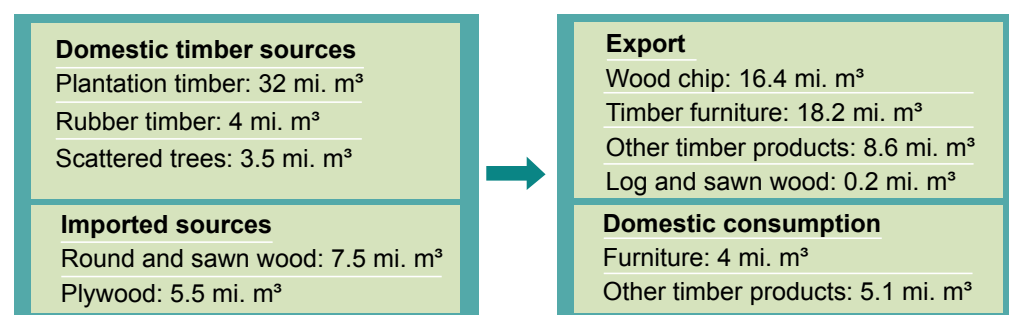 Domestic timber sources
Plantation timber: 32 mi. m³
Rubber timber: 4 mi. m³
Scattered trees: 3.5 mi. m³
Imported sources
Round and sawn wood: 7.5 mi. m³
Plywood: 5.5 mi. m³
Export
Wood chip: 16.4 mi. m³
Timber furniture: 18.2 mi. m³
Other timber products: 8.6 mi. m³
Log and sawn wood: 0.2 mi. m³
Domestic consumption
Furniture: 4 mi. m³
Other timber products: 5.1 mi. m³